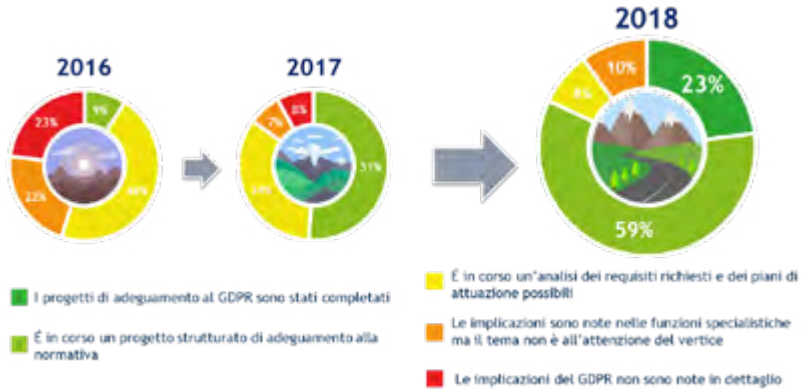 2016
2017
2018
9%
23%
22%
8%
7%
51%
10%
23%
8%
59%
I progetti di adeguamento al GDPR sono stati completati
É in corso un progetto strutturato di adeguamento alla
normativa
É in corso un'analisi dei requisiti richiesti e dei piani di
attuazione possibili
Le implicazioni sono note nelle funzioni specialistiche
ma il tema non è all'attenzione del vertice
Le implicazioni del GDPR non sono note in dettaglio